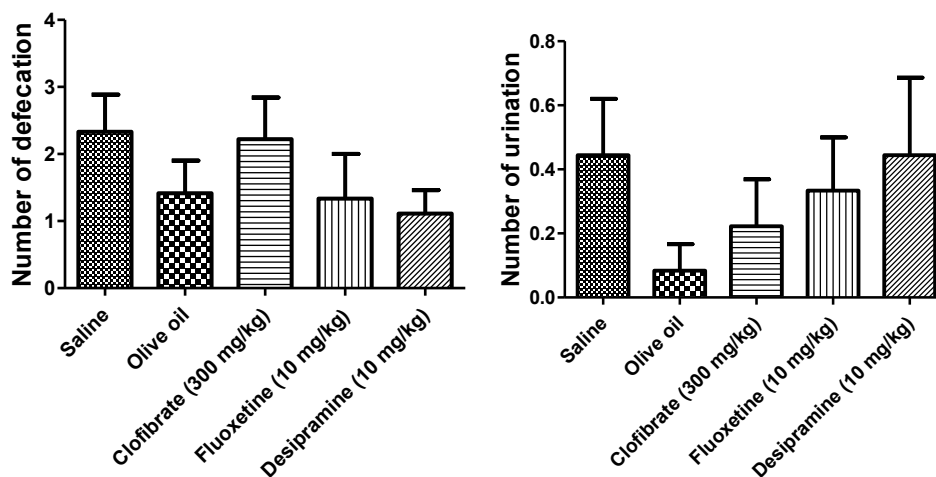 Number of defecation
4
3
2
1
0
Saline
Olive oil
Clofibrate (300 mg/kg)
Fluoxetine (10 mg/kg)
Desipramine (10 mg/kg)
Number of urination
0.8
0.6
0.4
0.2
0.0
Saline
Olive oil
Clofibrate (300 mg/kg)
Fluoxetine (10 mg/kg)
Desipramine (10 mg/kg)